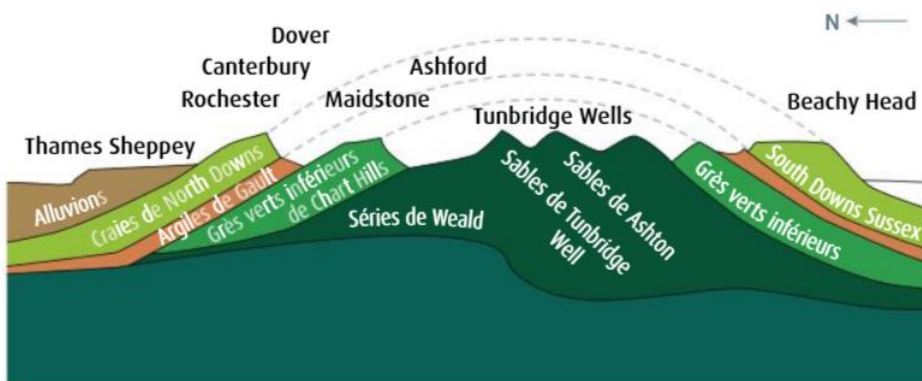 N
Dover
Canterbury
Ashford
Rochester
Maidstone
Beachy Head
Tunbridge Wells
Thames Sheppey
Alluvions
Craies de North Downs
Argiles de Gault
Grès verts inférieurs
de Chart Hills
Séries de Weald
Sables de Tunbridge
Well
Sables de Ashton
Grès verts inférieurs
South Downs Sussex